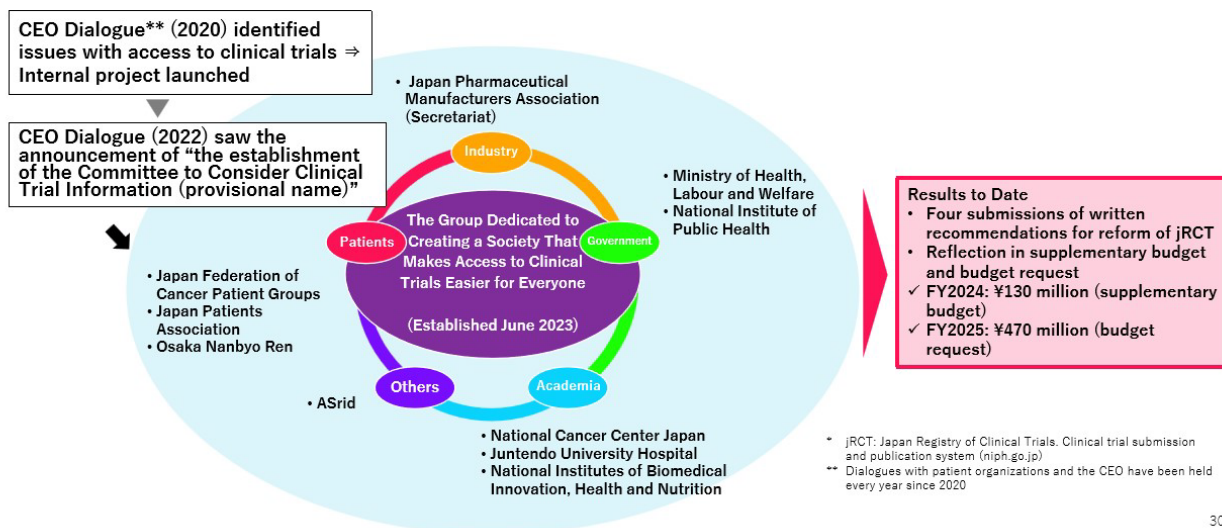 CEO Dialogue** (2020) identified
issues with access to clinical trials ⇒
Internal project launched
CEO Dialogue (2022) saw the
announcement of “the establishment
of the Committee to Consider Clinical
Trial Information (provisional name)”
• Japan Pharmaceutical
Manufacturers Association
(Secretariat)
Industry
• Ministry of Health,
Labour and Welfare
• National Institute of
Public Health
Patients
Government
The Group Dedicated to
Creating a Society That
Makes Access to Clinical
Trials Easier for Everyone
(Established June 2023)
• Japan Federation of
Cancer Patient Groups
• Japan Patients
Association
• Osaka Nanbyo Ren
Others
Academia
• ASrid
• National Cancer Center Japan
• Juntendo University Hospital
• National Institutes of Biomedical
Innovation, Health and Nutrition
Results to Date
• Four submissions of written
recommendations for reform of jRCT
• Reflection in supplementary budget
and budget request
✓ FY2024: ¥130 million (supplementary
budget)
✓ FY2025: ¥470 million (budget
request)
* jRCT: Japan Registry of Clinical Trials. Clinical trial submission
and publication system (niph.go.jp)
** Dialogues with patient organizations and the CEO have been held
every year since 2020
30